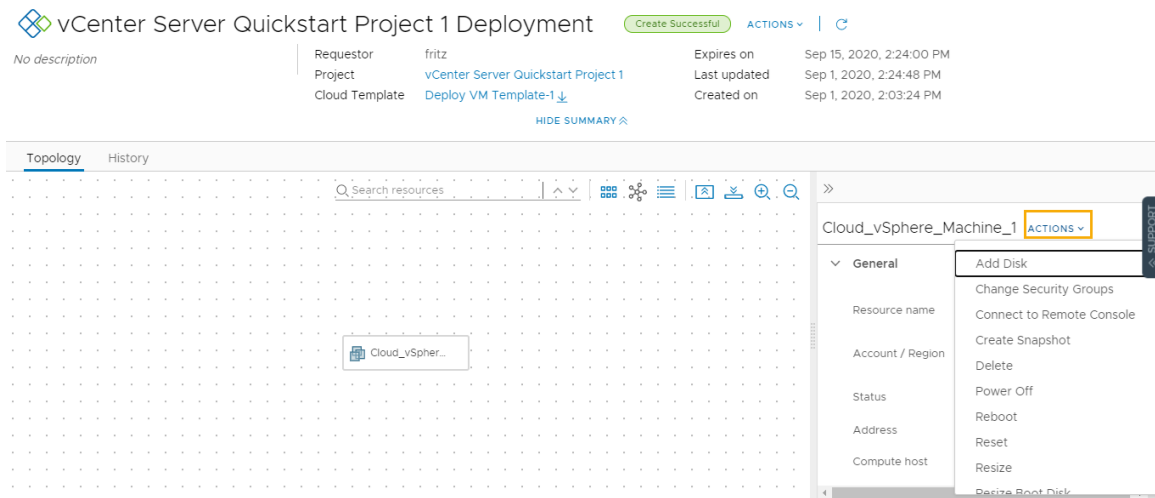 vCenter Server Quickstart Project 1 Deployment Create Successful ACTIONS
No description
Requestor fritz Expires on Sep 15, 2020, 2:24:00 PM
Project vCenter Server Quickstart Project 1 Last updated Sep 1, 2020, 2:24:48 PM
Cloud Template Deploy VM Template-1 Created on Sep 1, 2020, 2:03:24 PM
HIDE SUMMARY
Topology History
Search resources
Cloud_vSpher...
Cloud_vSphere_Machine_1 ACTIONS
SUPPORT
General
Resource name
Account / Region
Status
Address
Compute host
Add Disk
Change Security Groups
Connect to Remote Console
Create Snapshot
Delete
Power Off
Reboot
Reset
Resize
Resize Boot Disk